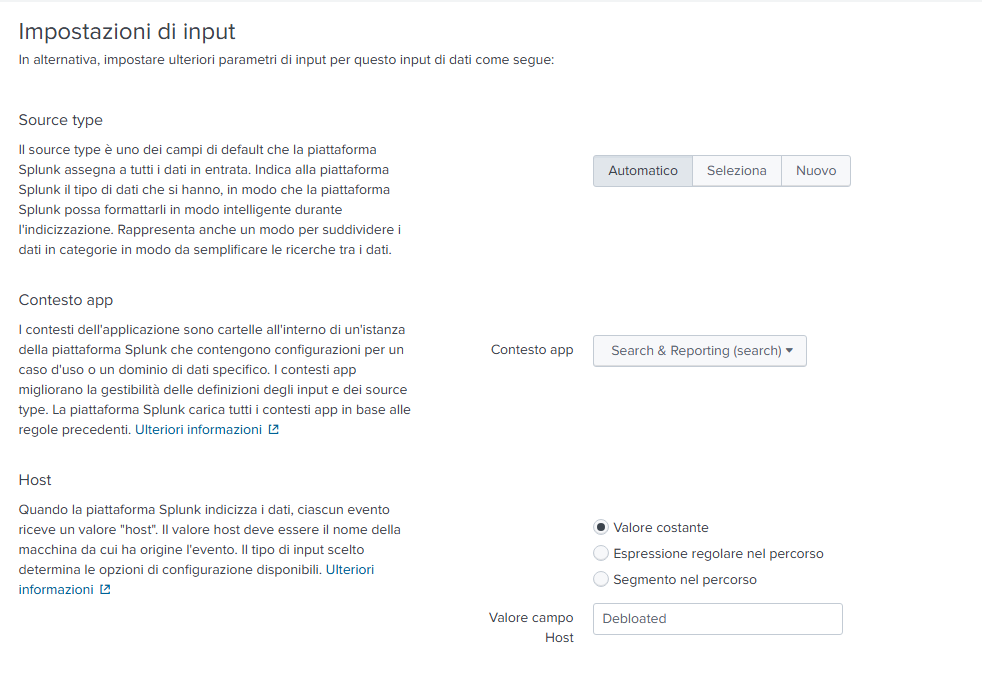 Impostazioni di input
In alternativa, impostare ulteriori parametri di input per questo input di dati come segue:
Source type
Il source type è uno dei campi di default che la piattaforma
Splunk assegna a tutti i dati in entrata. Indica alla piattaforma
Splunk il tipo di dati che si hanno, in modo che la piattaforma
Splunk possa formattarli in modo intelligente durante
l'indicizzazione. Rappresenta anche un modo per suddividere i
dati in categorie in modo da semplificare le ricerche tra i dati.
Automatico Seleziona Nuovo
Contesto app
I contesti dell'applicazione sono cartelle all'interno di un'istanza
della piattaforma Splunk che contengono configurazioni per un
caso d'uso o un dominio di dati specifico. I contesti app
migliorano la gestibilità delle definizioni degli input e dei source
type. La piattaforma Splunk carica tutti i contesti app in base alle
regole precedenti. Ulteriori informazioni
Contesto app Search & Reporting (search)
Host
Quando la piattaforma Splunk indicizza i dati, ciascun evento
riceve un valore "host". Il valore host deve essere il nome della
macchina da cui ha origine l'evento. Il tipo di input scelto
determina le opzioni di configurazione disponibili. Ulteriori
informazioni
Valore costante
Espressione regolare nel percorso
Segmento nel percorso
Valore campo
Host
Debloated